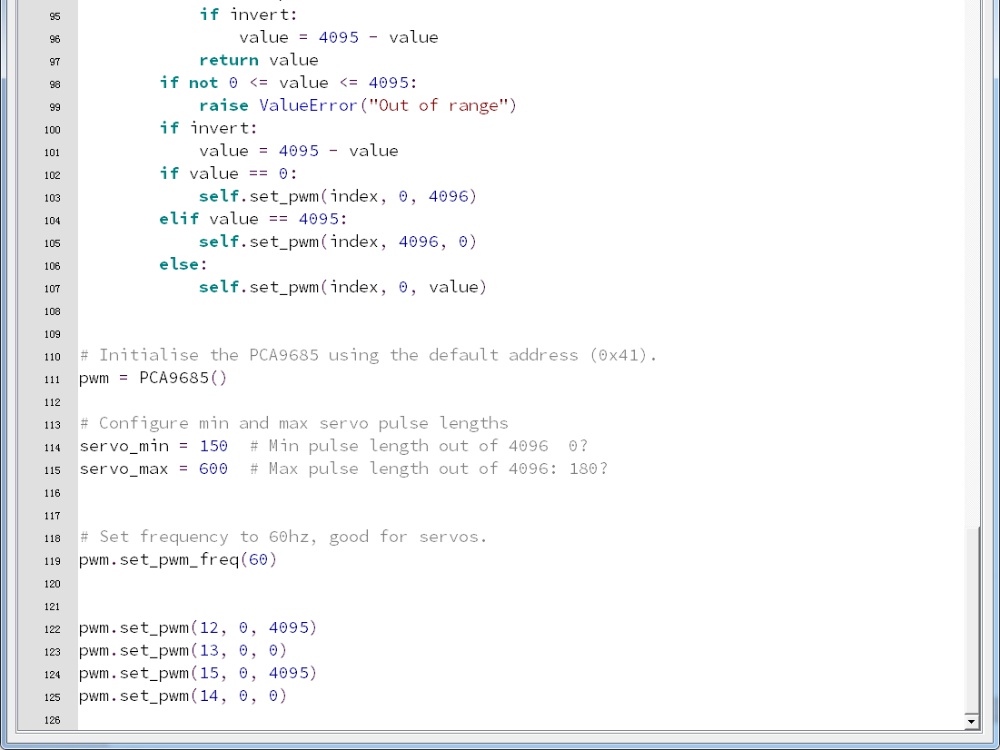 95 if invert:
96 value = 4095 - value
97 return value
98 if not 0 <= value <= 4095:
99 raise ValueError("Out of range")
100 if invert:
101 value = 4095 - value
102 if value == 0:
103 self.set_pwm(index, 0, 4096)
104 elif value == 4095:
105 self.set_pwm(index, 4096, 0)
106 else:
107 self.set_pwm(index, 0, value)
108
109
110 # Initialise the PCA9685 using the default address (0x41).
111 pwm = PCA9685()
112
113 # Configure min and max servo pulse lengths
114 servo_min = 150  # Min pulse length out of 4096  0?
115 servo_max = 600  # Max pulse length out of 4096: 180?
116
117
118 # Set frequency to 60hz, good for servos.
119 pwm.set_pwm_freq(60)
120
121
122 pwm.set_pwm(12, 0, 4095)
123 pwm.set_pwm(13, 0, 0)
124 pwm.set_pwm(15, 0, 4095)
125 pwm.set_pwm(14, 0, 0)
126